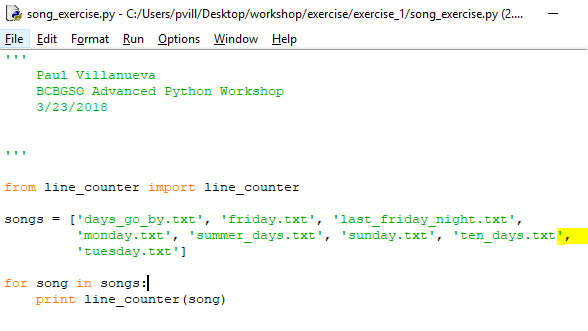 song_exercise.py - C:/Users/pvill/Desktop/workshop/exercise/exercise_1/song_exercise.py (2....
File Edit Format Run Options Window Help
'''
    Paul Villanueva
    BCBGSO Advanced Python Workshop
    3/23/2018
'''
from line_counter import line_counter
songs = ['days_go_by.txt', 'friday.txt', 'last_friday_night.txt',
         'monday.txt', 'summer_days.txt', 'sunday.txt', 'ten_days.txt',
         'tuesday.txt']
for song in songs:
    print line_counter(song)